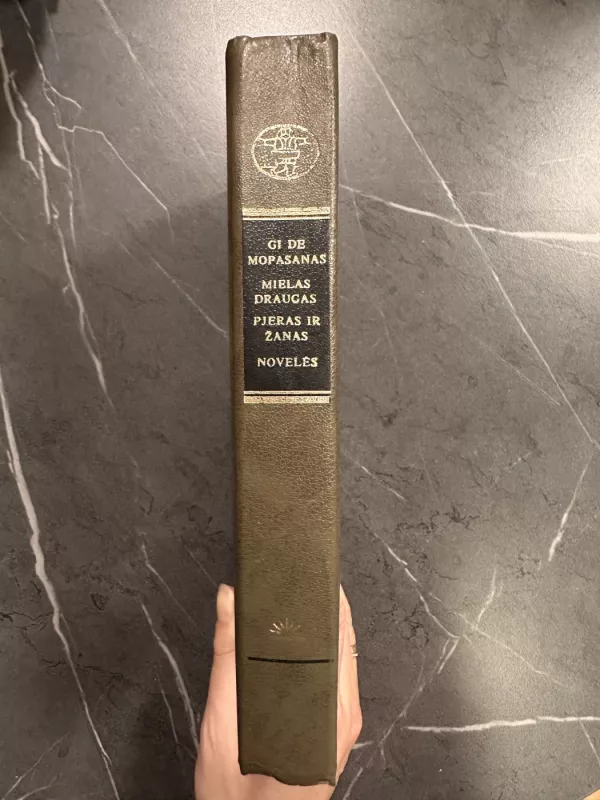 GI DE
MOPASANAS
MIELAS
DRAUGAS
PJERAS IR
ŽANAS
NOVELĖS